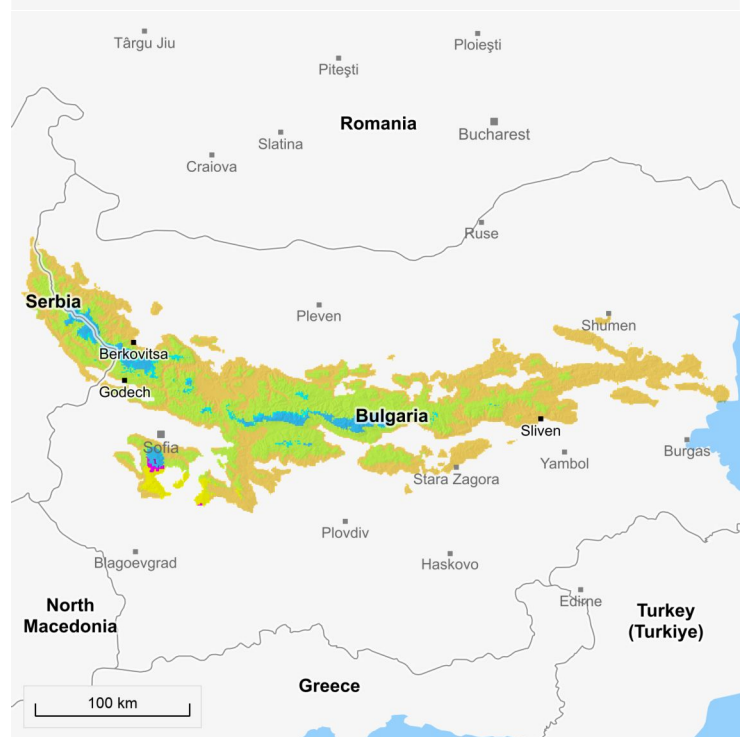 Târgu Jiu
Ploieşti
Piteşti
Romania
Bucharest
Slatina
Craiova
Ruse
Serbia
Pleven
Shumen
Berkovitsa
Godech
Bulgaria
Sliven
Sofia
Burgas
Yambol
Stara Zagora
Plovdiv
Blagoevgrad
Haskovo
Edirne
North
Macedonia
Turkey
(Turkiye)
Greece
100 km